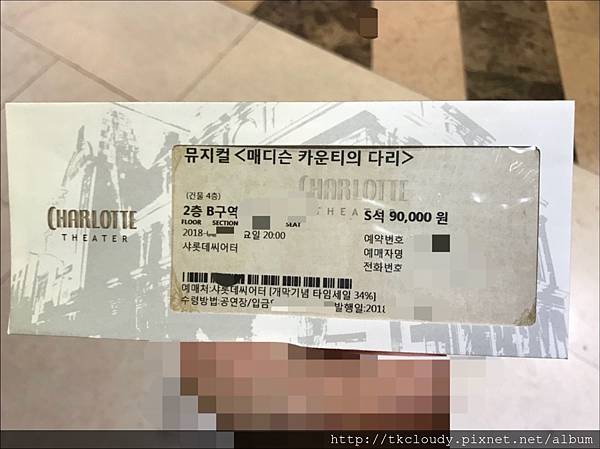 뮤지컬 <매디슨 카운티의 다리>
CHARLOTTE THEATER
CHARLOTTE
THEATER
(건물 4층)
2층 B구역
S석 90,000 원
FLOOR SECTION SEAT
2018- 요일 20:00
샤롯데씨어터
예약번호
예매자명
전화번호
예매처:샤롯데씨어터 [개막기념 타임세일 34%]
수령방법:공연장/입금 발행일:2018
http://tkcloudy.pixnet.net/album